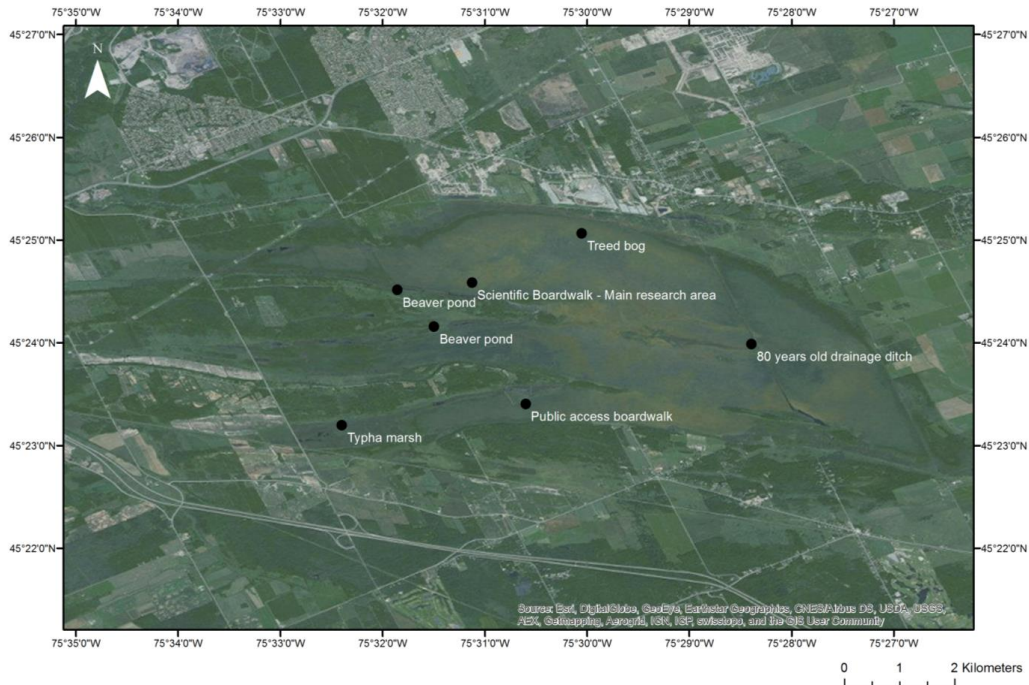 75°35'0"W 75°34'0"W 75°33'0"W 75°32'0"W 75°31'0"W 75°30'0"W 75°29'0"W 75°28'0"W 75°27'0"W
45°27'0"N 45°27'0"N
N
45°26'0"N 45°26'0"N
45°25'0"N 45°25'0"N
Treed bog
Scientific Boardwalk - Main research area
Beaver pond
Beaver pond
45°24'0"N 45°24'0"N
80 years old drainage ditch
Public access boardwalk
Typha marsh
45°23'0"N 45°23'0"N
45°22'0"N 45°22'0"N
Source: Esri, DigitalGlobe, GeoEye, Earthstar Geographics, CNES/Airbus DS, USDA, USGS,
AEX, Getmapping, Aerogrid, IGN, IGP, swisstopo, and the GIS User Community
75°35'0"W 75°34'0"W 75°33'0"W 75°32'0"W 75°31'0"W 75°30'0"W 75°29'0"W 75°28'0"W 75°27'0"W
0 1 2 Kilometers